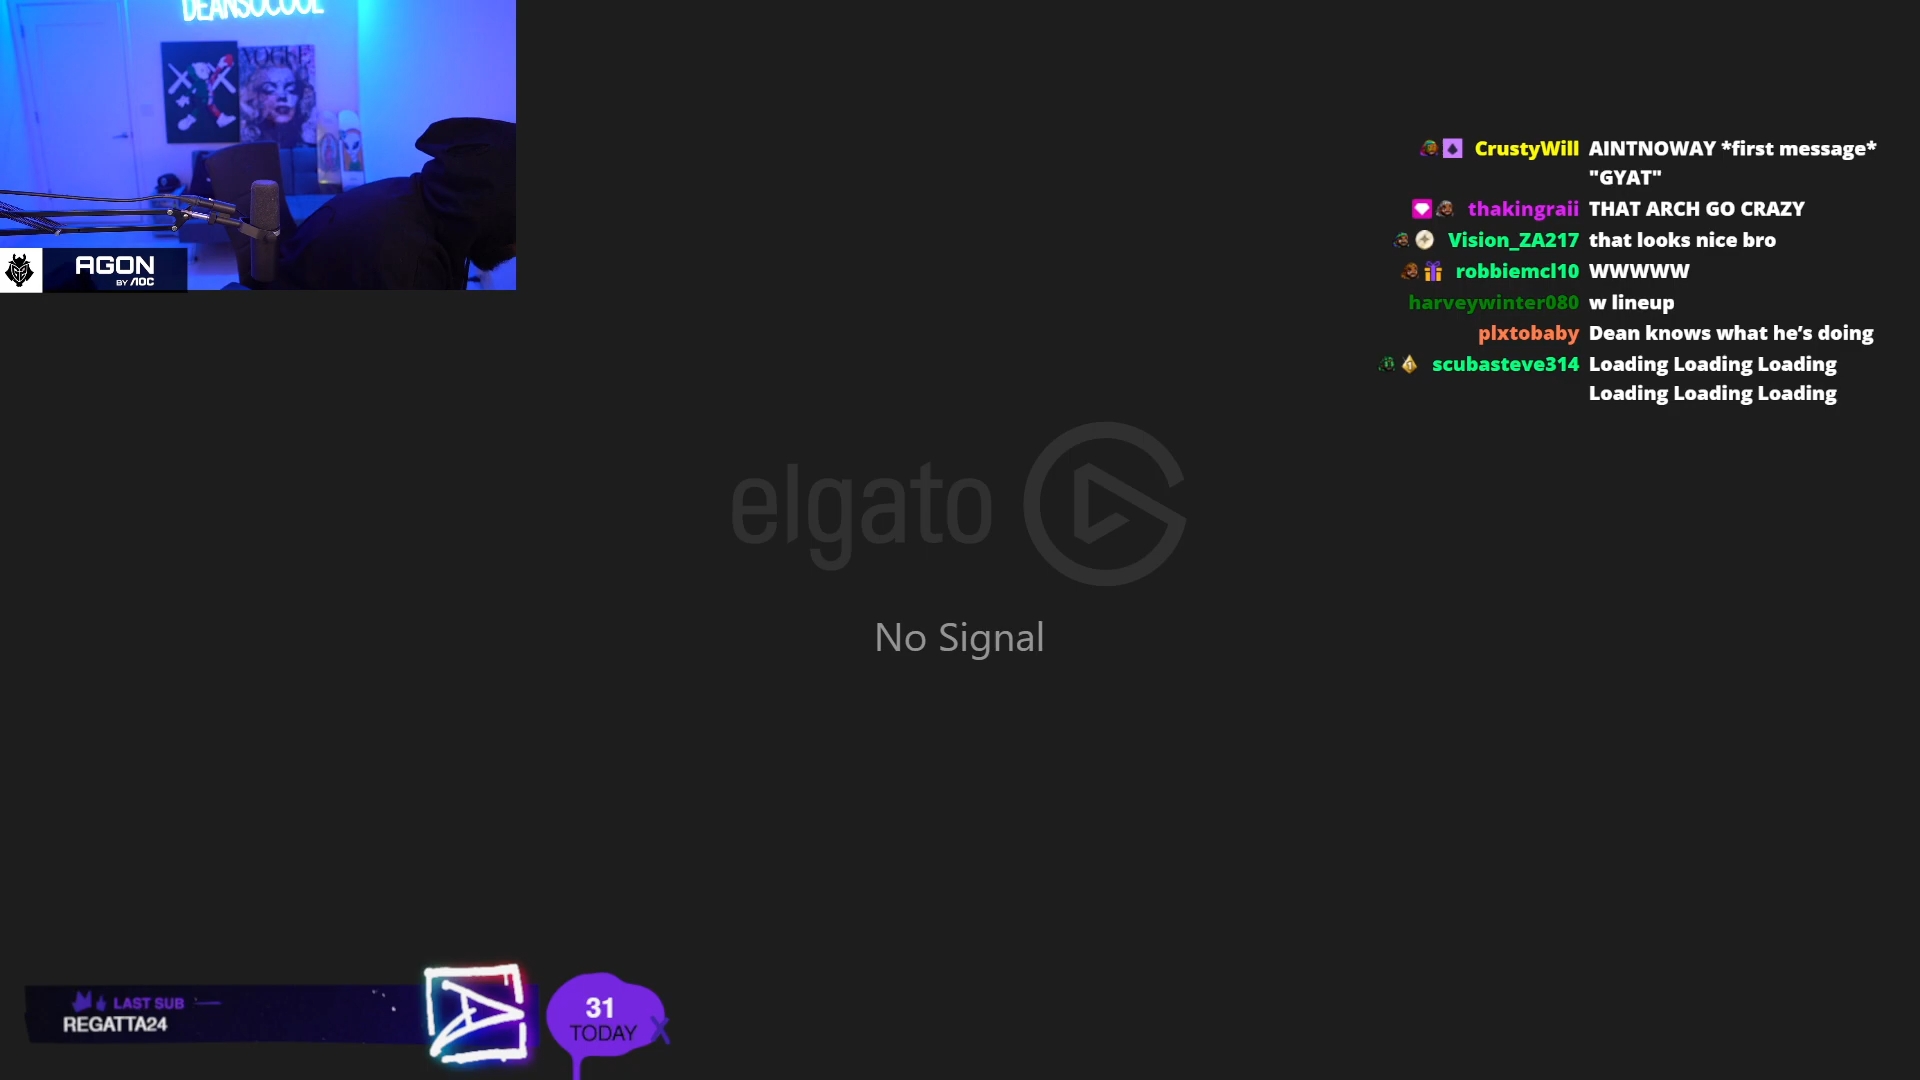 DEANSOCOOL
VOGUE
AGON
BY AOC
CrustyWill AINTNOWAY *first message*
"GYAT"
thakingraii THAT ARCH GO CRAZY
Vision_ZA217 that looks nice bro
robbiemcl10 WWWWW
harveywinter080 w lineup
plxtobaby Dean knows what he’s doing
scubasteve314 Loading Loading Loading
Loading Loading Loading
elgato
No Signal
LAST SUB
REGATTA24
31
TODAY